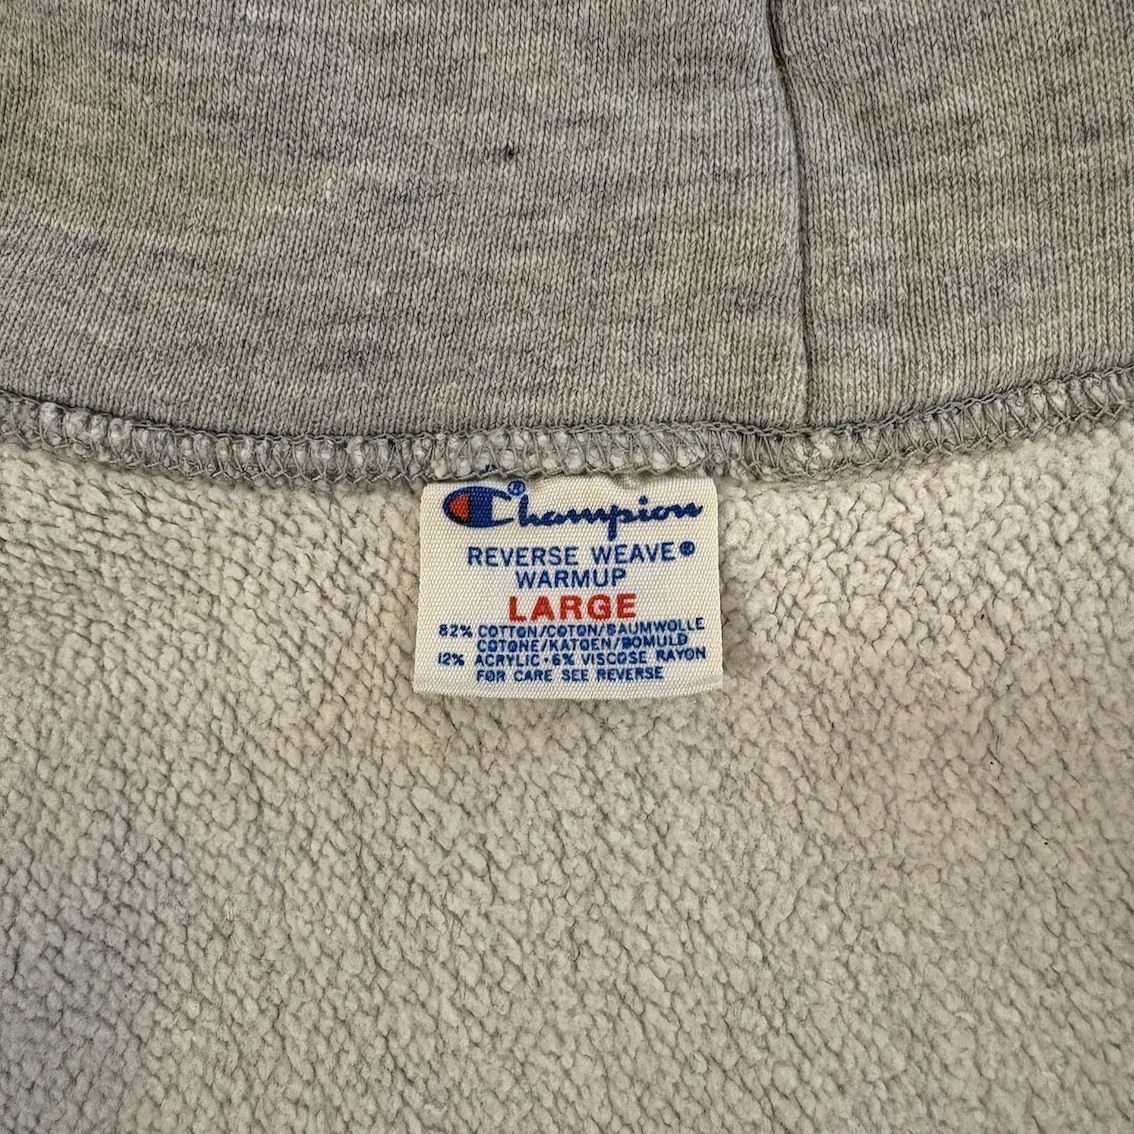 Champion®
REVERSE WEAVE®
WARMUP
LARGE
82% COTTON/COTON/BAUMWOLLE
COTONE/KATOEN/BOMULD
12% ACRYLIC • 6% VISCOSE RAYON
FOR CARE SEE REVERSE